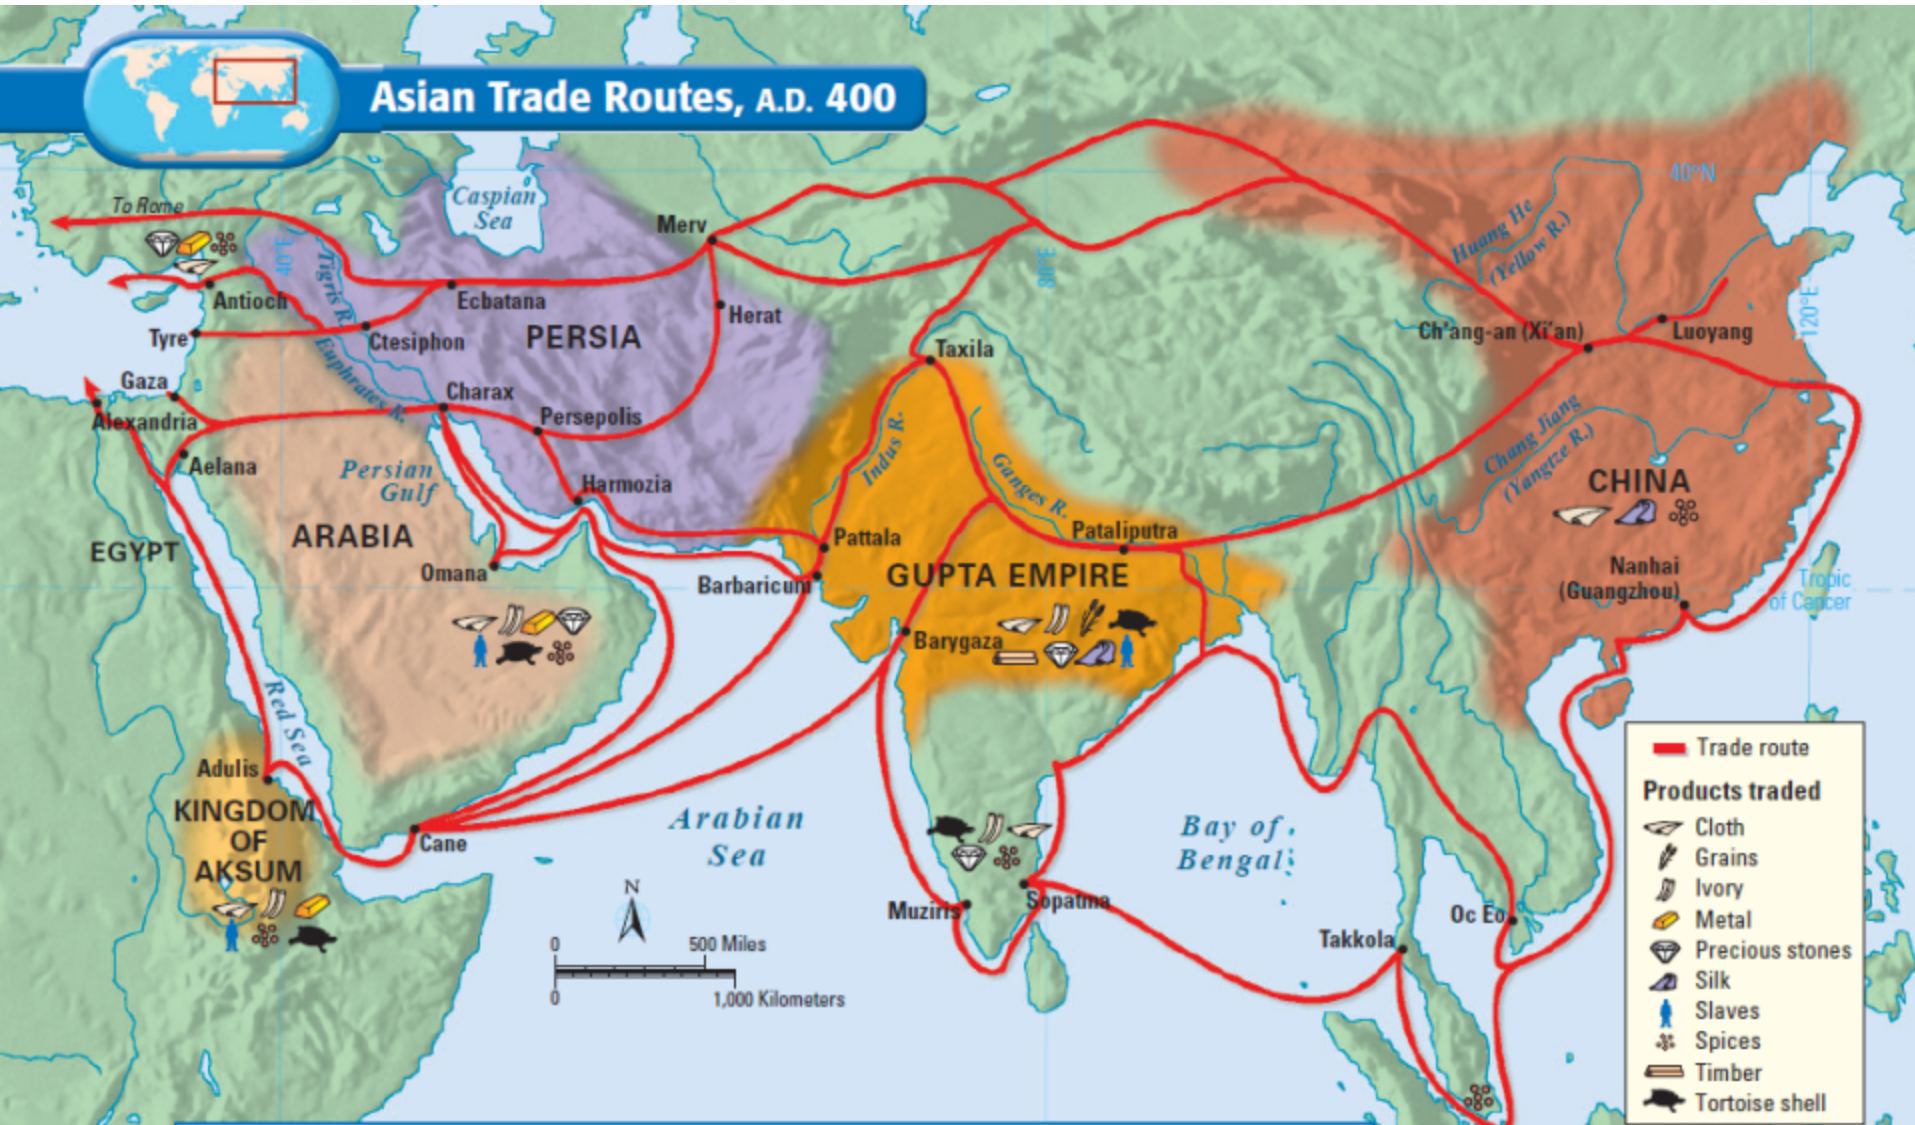 Asian Trade Routes, A.D. 400
To Rome
Caspian
Sea
Merv
40°N
40°E
80°E
120°E
Huang He
(Yellow R.)
Tigris R.
Antioch
Ecbatana
Herat
PERSIA
Tyre
Ctesiphon
Euphrates R.
Taxila
Ch'ang-an (Xi'an)
Luoyang
Gaza
Charax
Alexandria
Persepolis
Indus R.
Chang Jiang
(Yangtze R.)
Aelana
Persian
Gulf
Harmozia
Ganges R.
CHINA
EGYPT
ARABIA
Omana
Pattala
Pataliputra
Barbaricum
GUPTA EMPIRE
Nanhai
(Guangzhou)
Tropic
of Cancer
Barygaza
Red Sea
Adulis
KINGDOM
OF
AKSUM
Cane
Arabian
Sea
Bay of
Bengal
Muziris
Sopatma
Oc Eo
Takkola
N
0 500 Miles
0 1,000 Kilometers
Trade route
Products traded
Cloth
Grains
Ivory
Metal
Precious stones
Silk
Slaves
Spices
Timber
Tortoise shell